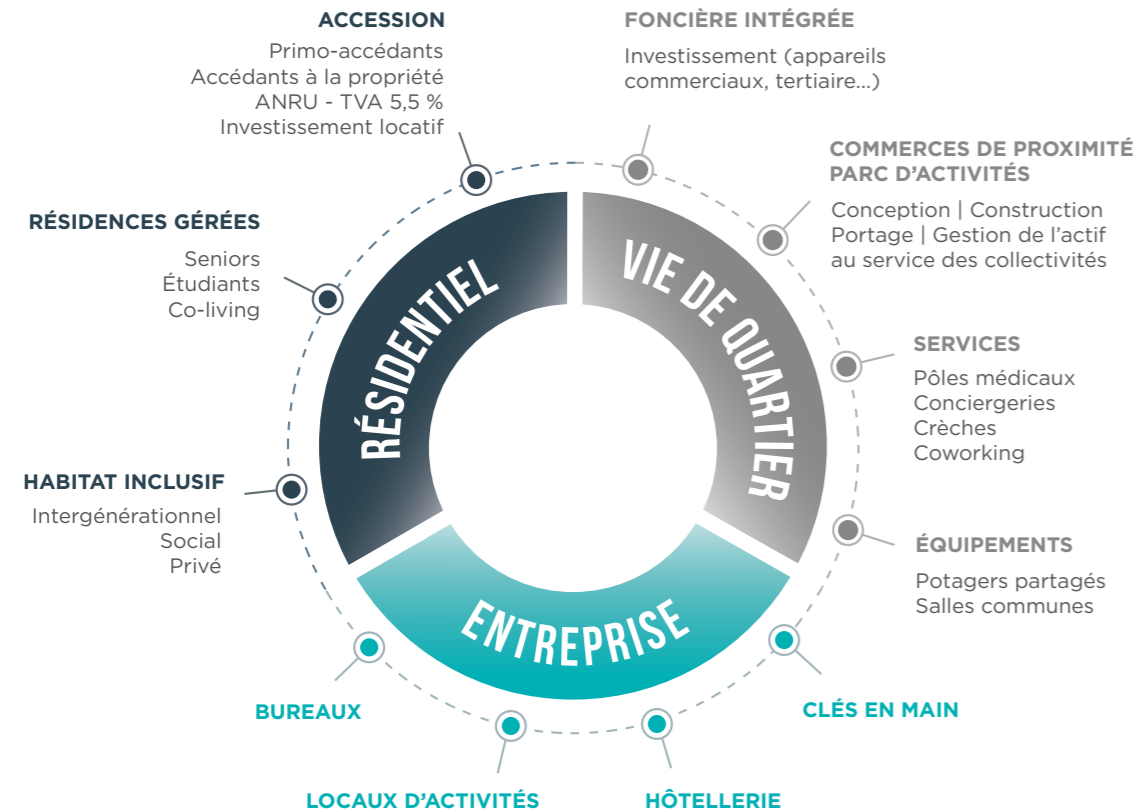 ACCESSION
Primo-accédants
Accédants à la propriété
ANRU - TVA 5,5 %
Investissement locatif
RÉSIDENCES GÉRÉES
Seniors
Étudiants
Co-living
HABITAT INCLUSIF
Intergénérationnel
Social
Privé
RÉSIDENTIEL
FONCIÈRE INTÉGRÉE
Investissement (appareils
commerciaux, tertiaire...)
COMMERCES DE PROXIMITÉ
PARC D'ACTIVITÉS
Conception | Construction
Portage | Gestion de l'actif
au service des collectivités
SERVICES
Pôles médicaux
Conciergeries
Crèches
Coworking
ÉQUIPEMENTS
Potagers partagés
Salles communes
VIE DE QUARTIER
ENTREPRISE
BUREAUX
LOCAUX D'ACTIVITÉS
HÔTELLERIE
CLÉS EN MAIN